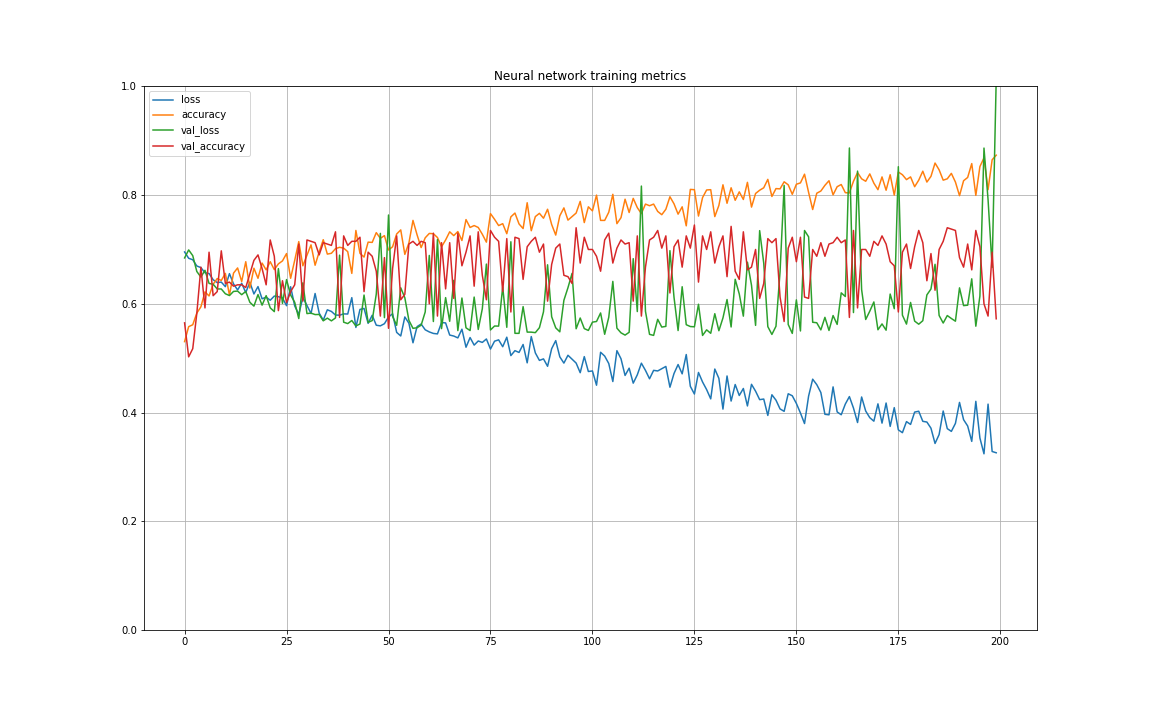 Neural network training metrics
1.0
loss
accuracy
val_loss
val_accuracy
0.8
0.6
0.4
0.2
0.0
0 25 50 75 100 125 150 175 200